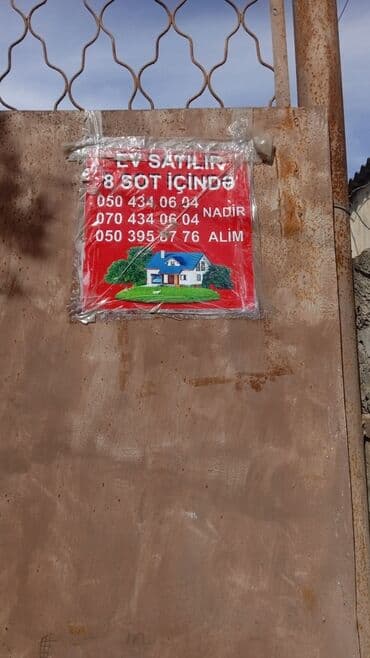 EV SATILIR
8 SOT İÇİNDƏ
050 434 06 94
070 434 06 04 NADİR
050 395 67 76 ALİM